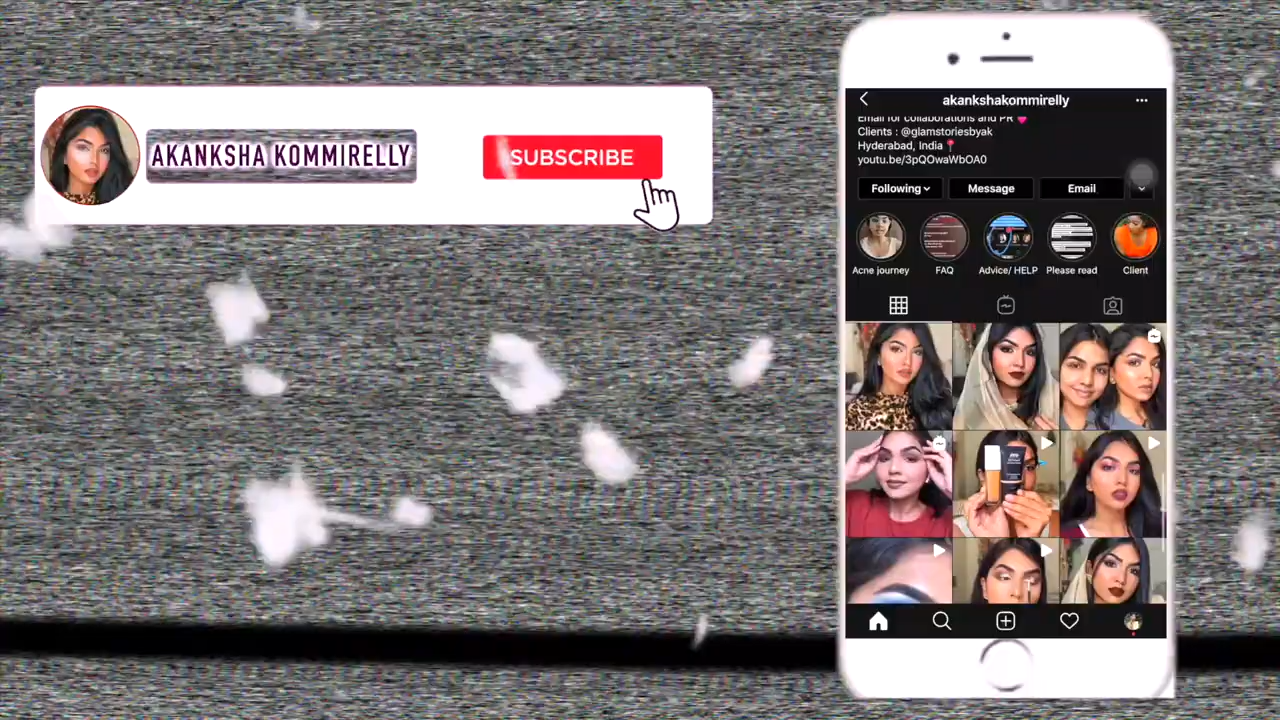 AKANKSHA KOMMIRELLY
SUBSCRIBE
akankshakommirelly
Email for collaborations and PR
Clients : @glamstoriesbyak
Hyderabad, India
youtu.be/3pQOwaWbOA0
Following
Message
Email
Acne journey
FAQ
Advice/ HELP
Please read
Client